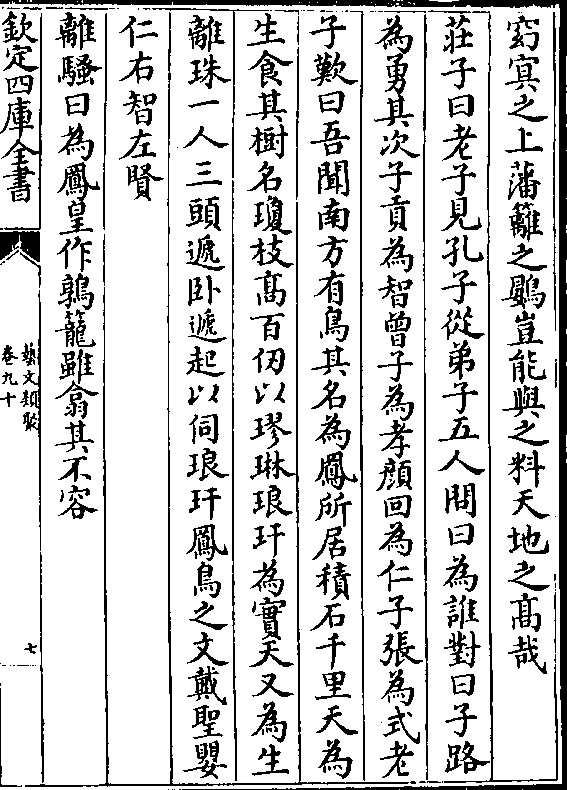 窈冥之上藩籬之鷃豈能與之料天地之髙哉
莊子曰老子見孔子從弟子五人問曰為誰對曰子路
為勇其次子貢為智曾子為孝顔回為仁子張為式老
子歎曰吾聞南方有鳥其名為鳳所居積石千里天為
生食其樹名瓊枝髙百仞以璆琳琅玕為實天又為生
離珠一人三頭遞卧遞起以伺琅玕鳳鳥之文戴聖嬰
仁右智左賢
離騷曰為鳳皇作鶉籠雖翕其不容
欽定四庫全書
藝文類聚
卷九十
七